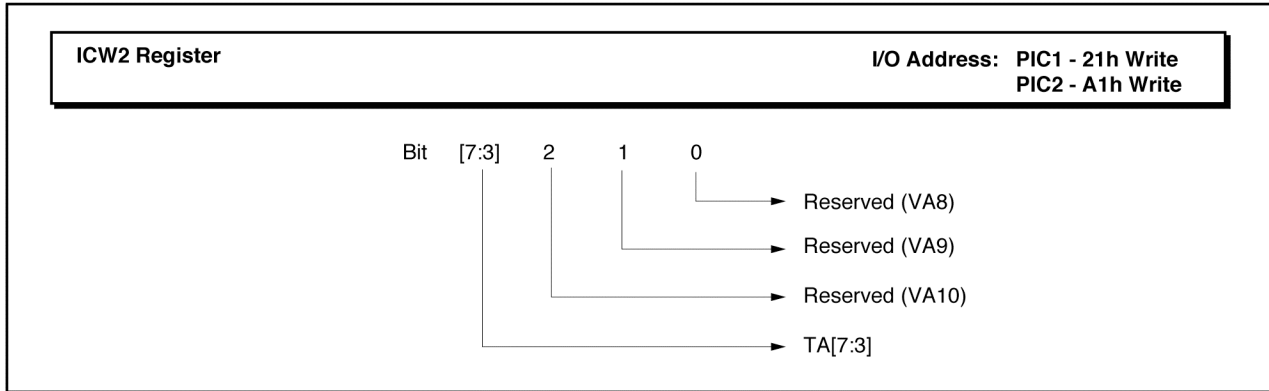 ICW2 Register
I/O Address: PIC1 - 21h Write
PIC2 - A1h Write
Bit [7:3] 2 1 0
Reserved (VA8)
Reserved (VA9)
Reserved (VA10)
TA[7:3]